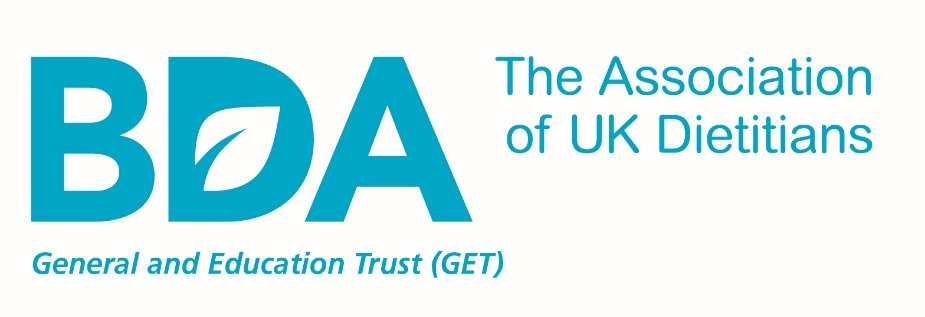 BDA
The Association
of UK Dietitians
General and Education Trust (GET)